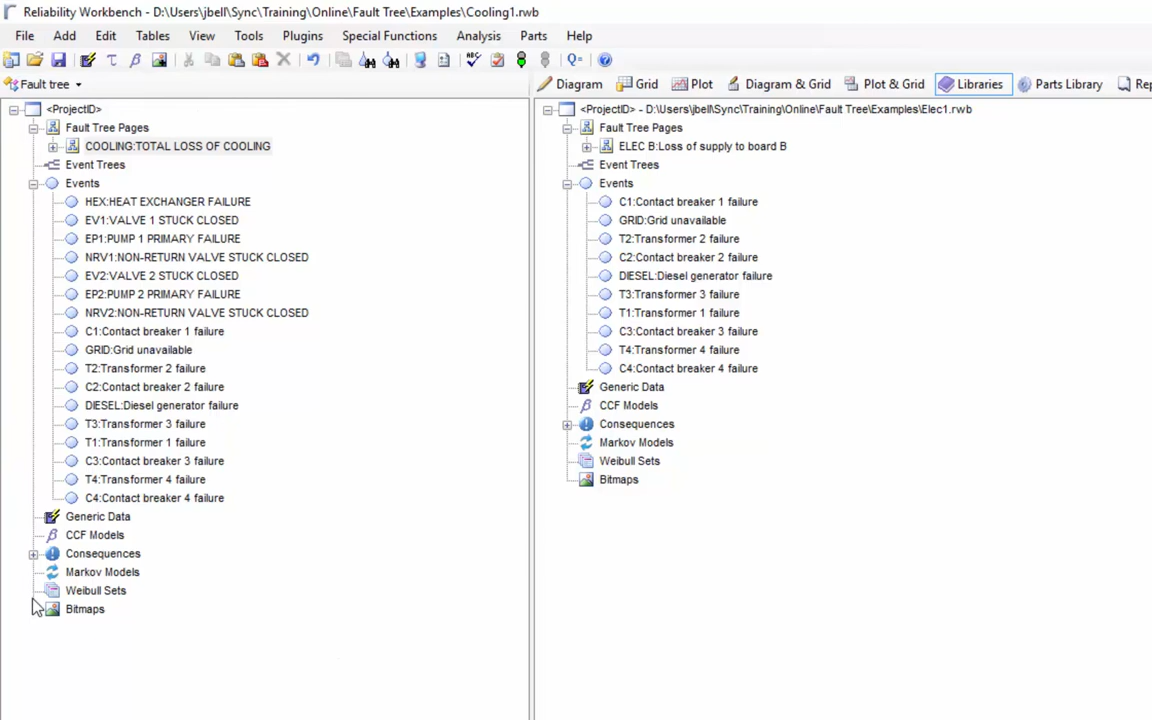 Reliability Workbench - D:\Users\jbell\Sync\Training\Online\Fault Tree\Examples\Cooling1.rwb
File Add Edit Tables View Tools Plugins Special Functions Analysis Parts Help
Fault tree
Diagram Grid Plot Diagram & Grid Plot & Grid Libraries Parts Library Rep
<ProjectID>
Fault Tree Pages
COOLING:TOTAL LOSS OF COOLING
Event Trees
Events
HEX:HEAT EXCHANGER FAILURE
EV1:VALVE 1 STUCK CLOSED
EP1:PUMP 1 PRIMARY FAILURE
NRV1:NON-RETURN VALVE STUCK CLOSED
EV2:VALVE 2 STUCK CLOSED
EP2:PUMP 2 PRIMARY FAILURE
NRV2:NON-RETURN VALVE STUCK CLOSED
C1:Contact breaker 1 failure
GRID:Grid unavailable
T2:Transformer 2 failure
C2:Contact breaker 2 failure
DIESEL:Diesel generator failure
T3:Transformer 3 failure
T1:Transformer 1 failure
C3:Contact breaker 3 failure
T4:Transformer 4 failure
C4:Contact breaker 4 failure
Generic Data
CCF Models
Consequences
Markov Models
Weibull Sets
Bitmaps
<ProjectID> - D:\Users\jbell\Sync\Training\Online\Fault Tree\Examples\Elec1.rwb
Fault Tree Pages
ELEC B:Loss of supply to board B
Event Trees
Events
C1:Contact breaker 1 failure
GRID:Grid unavailable
T2:Transformer 2 failure
C2:Contact breaker 2 failure
DIESEL:Diesel generator failure
T3:Transformer 3 failure
T1:Transformer 1 failure
C3:Contact breaker 3 failure
T4:Transformer 4 failure
C4:Contact breaker 4 failure
Generic Data
CCF Models
Consequences
Markov Models
Weibull Sets
Bitmaps